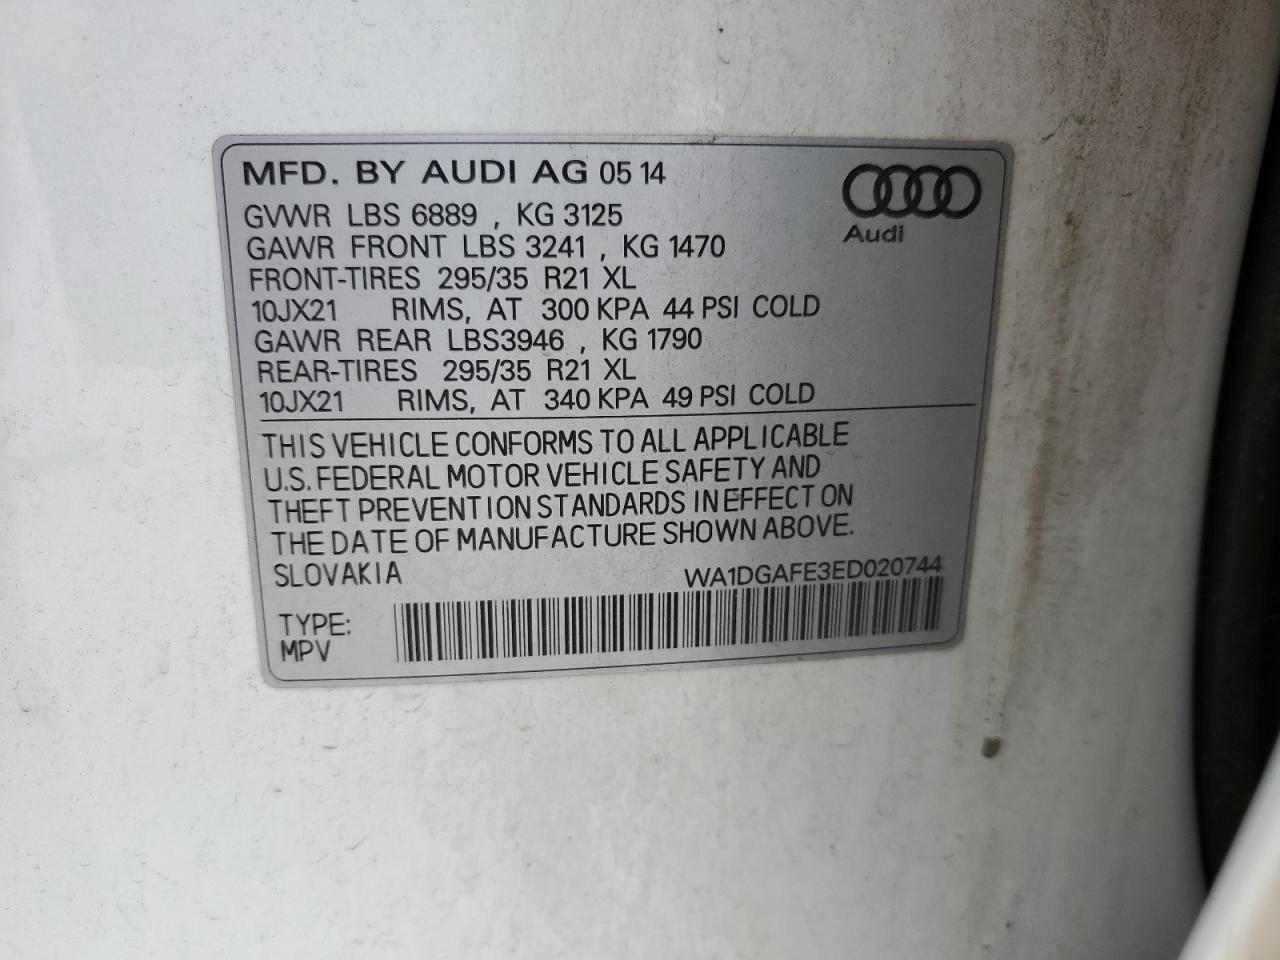 MFD. BY AUDI AG 05 14
GVWR LBS 6889 , KG 3125
GAWR FRONT LBS 3241 , KG 1470
FRONT-TIRES 295/35 R21 XL
10JX21 RIMS, AT 300 KPA 44 PSI COLD
GAWR REAR LBS3946 , KG 1790
REAR-TIRES 295/35 R21 XL
10JX21 RIMS, AT 340 KPA 49 PSI COLD
Audi
THIS VEHICLE CONFORMS TO ALL APPLICABLE
U.S. FEDERAL MOTOR VEHICLE SAFETY AND
THEFT PREVENTION STANDARDS IN EFFECT ON
THE DATE OF MANUFACTURE SHOWN ABOVE.
SLOVAKIA WA1DGAFE3ED020744
TYPE:
MPV